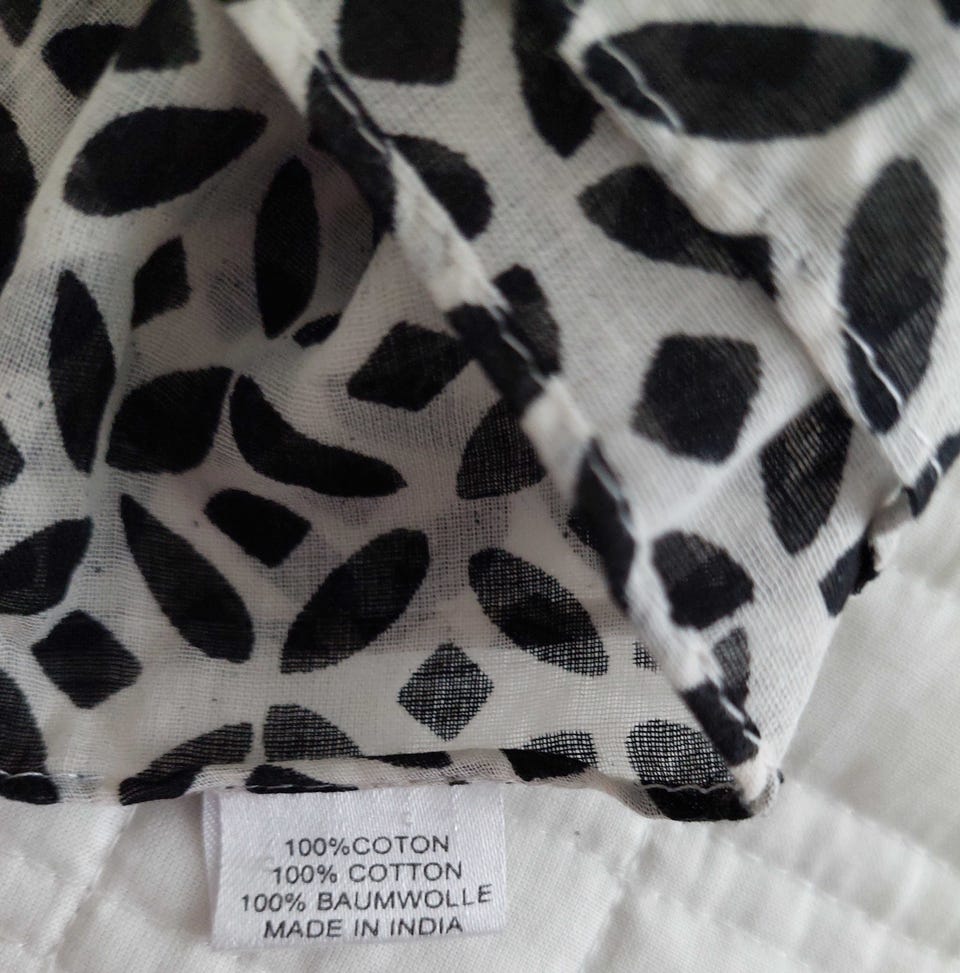 100%COTON
100% COTTON
100% BAUMWOLLE
MADE IN INDIA